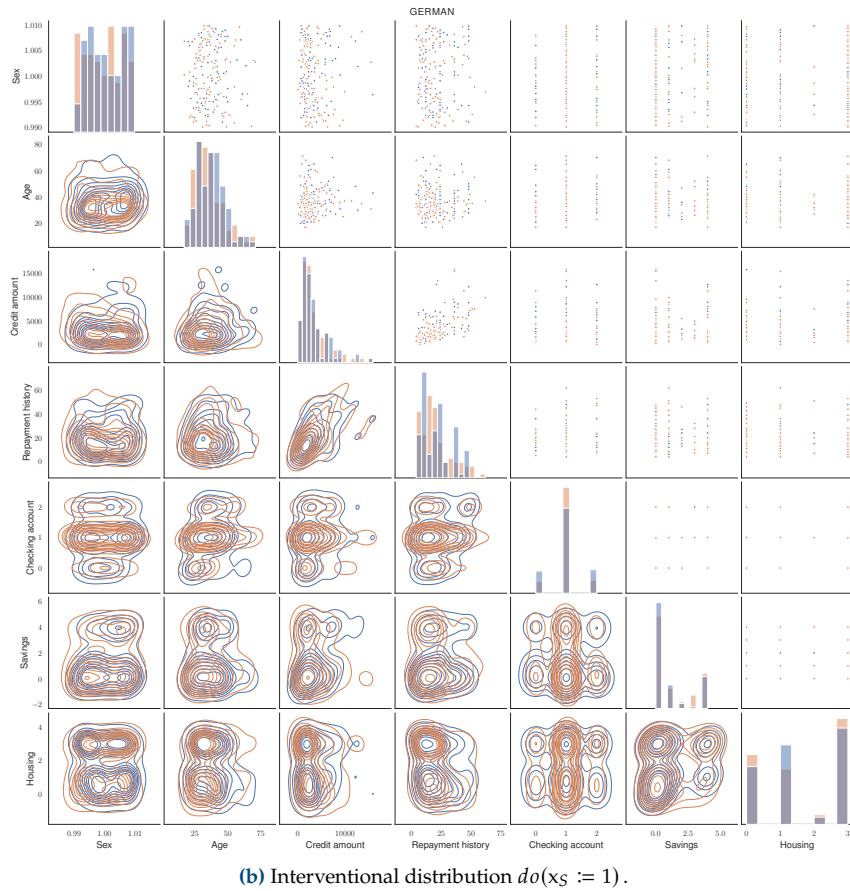 GERMAN
1.010
1.005
1.000
0.995
0.990
Sex
80
60
40
20
Age
15000
10000
5000
0
Credit amount
60
40
20
0
Repayment history
2
1
0
Checking account
6
4
2
0
−2
Savings
4
2
0
Housing
0.99 1.00 1.01 25 50 75 0 10000 0 25 50 75 0 1 2 0.0 2.5 5.0 0 1 2 3
Sex Age Credit amount Repayment history Checking account Savings Housing
(b) Interventional distribution do(x_S := 1) .